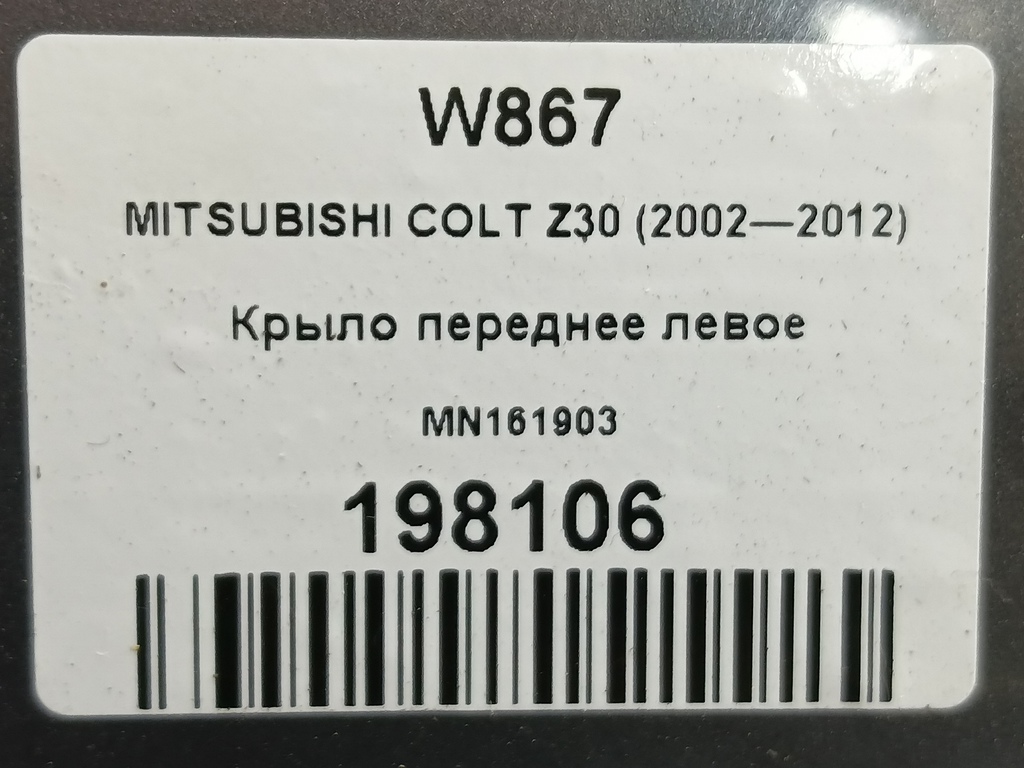 W867
MITSUBISHI COLT Z30 (2002—2012)
Крыло переднее левое
MN161903
198106